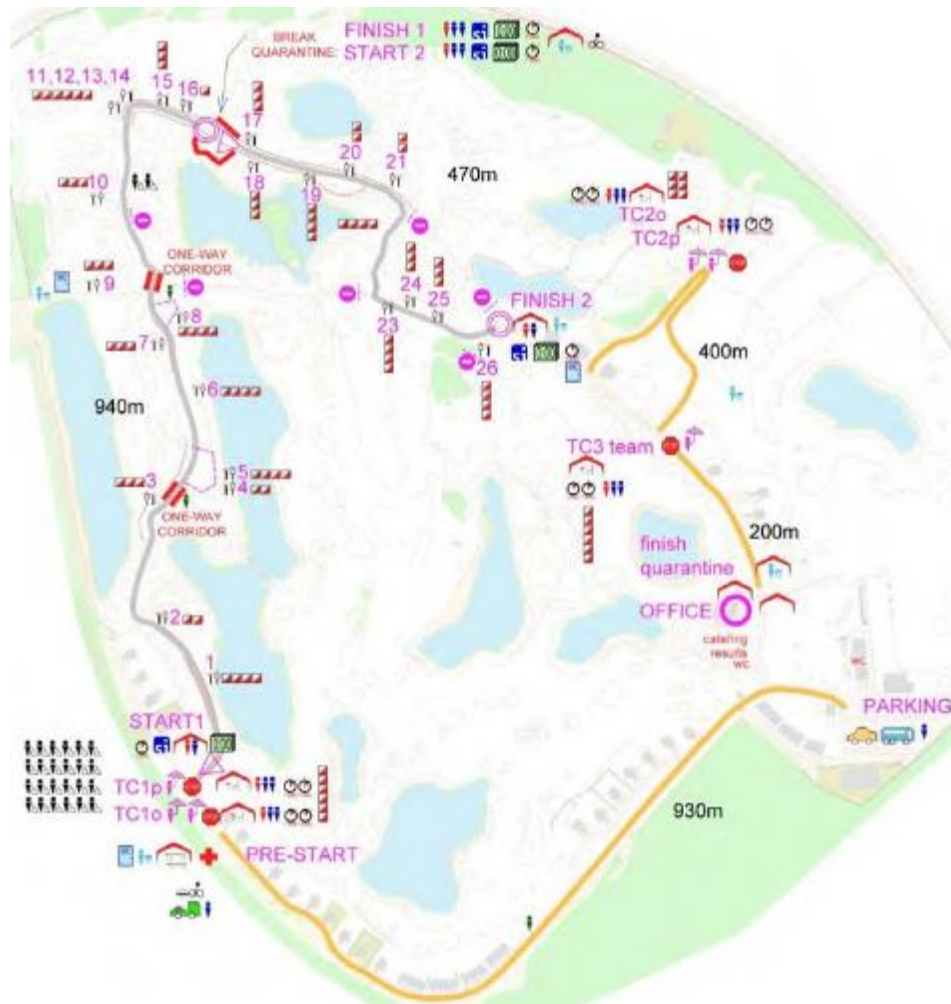 BREAK QUARANTINE
FINISH 1
START 2
11,12,13,14
15
16
17
18
19
20
21
470m
10
TC2o
TC2p
ONE-WAY
CORRIDOR
9
8
7
24
25
23
FINISH 2
26
400m
6
940m
TC3 team
3
5
4
ONE-WAY
CORRIDOR
200m
finish
quarantine
OFFICE
catering
results
wc
WC
2
1
START1
PARKING
TC1p
TC1o
930m
PRE-START